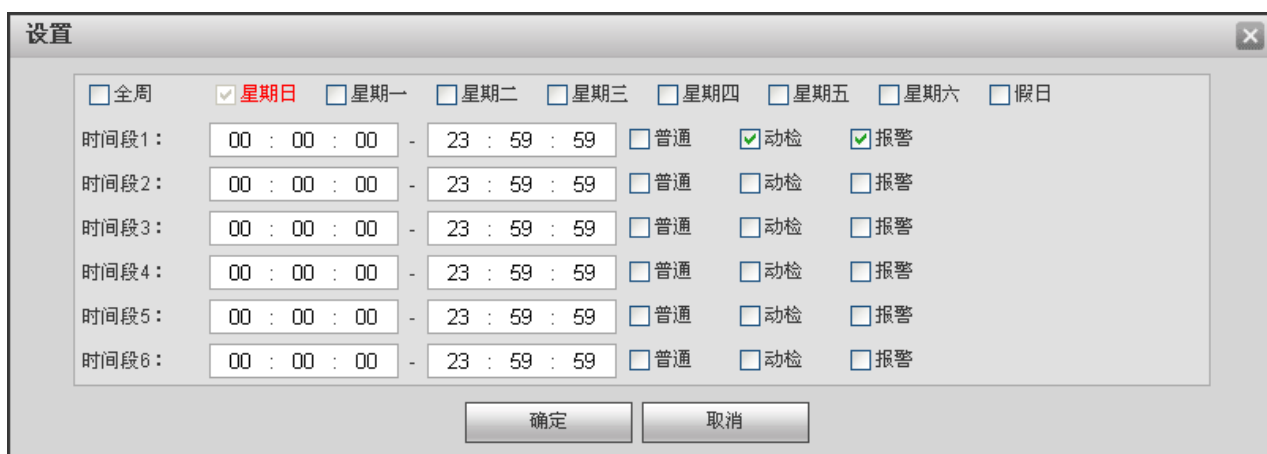 设置
全周 星期日 星期一 星期二 星期三 星期四 星期五 星期六 假日
时间段1: 00 : 00 : 00 - 23 : 59 : 59 普通 动检 报警
时间段2: 00 : 00 : 00 - 23 : 59 : 59 普通 动检 报警
时间段3: 00 : 00 : 00 - 23 : 59 : 59 普通 动检 报警
时间段4: 00 : 00 : 00 - 23 : 59 : 59 普通 动检 报警
时间段5: 00 : 00 : 00 - 23 : 59 : 59 普通 动检 报警
时间段6: 00 : 00 : 00 - 23 : 59 : 59 普通 动检 报警
确定 取消